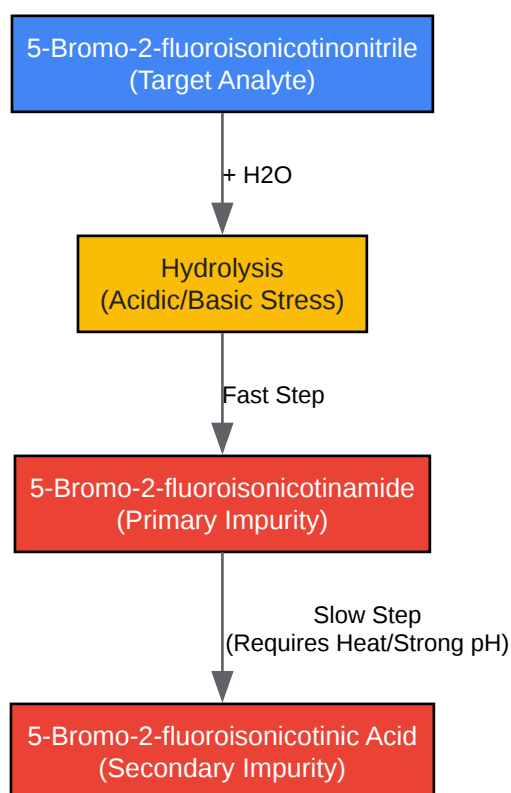 5-Bromo-2-fluoroisonicotinonitrile
(Target Analyte)
+ H2O
Hydrolysis
(Acidic/Basic Stress)
Fast Step
5-Bromo-2-fluoroisonicotinamide
(Primary Impurity)
Slow Step
(Requires Heat/Strong pH)
5-Bromo-2-fluoroisonicotinic Acid
(Secondary Impurity)